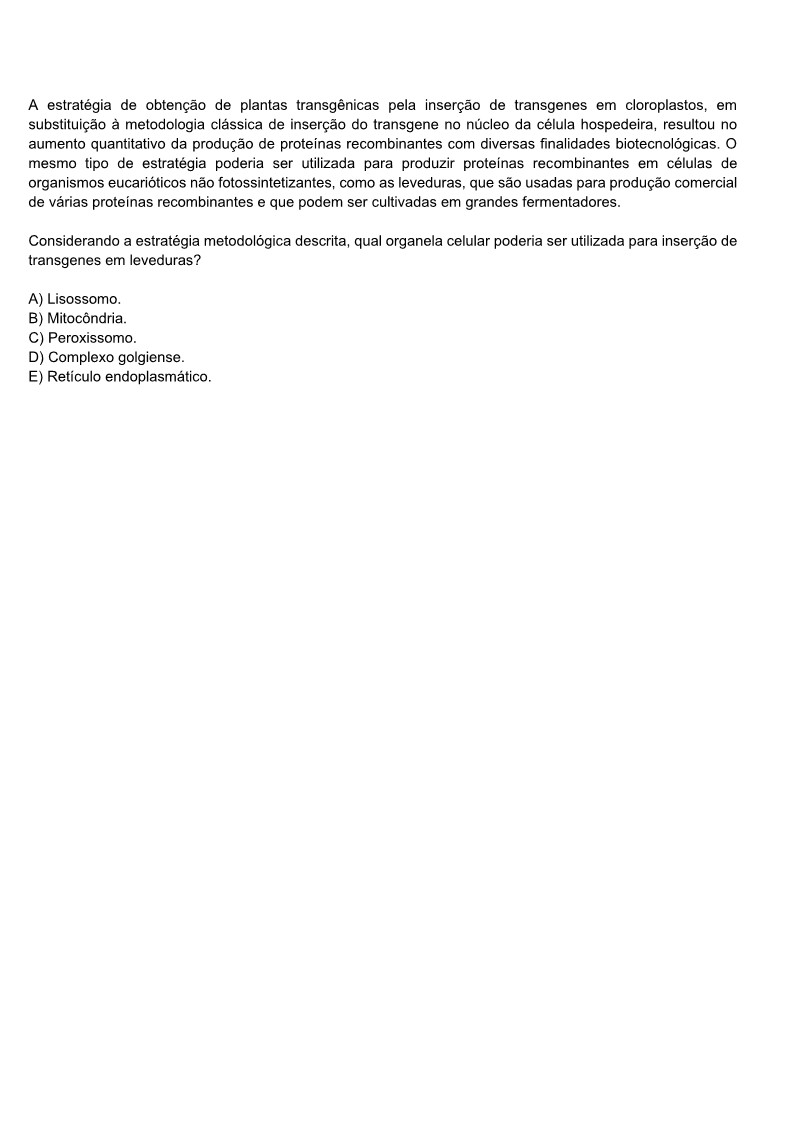 A estratégia de obtenção de plantas transgênicas pela inserção de transgenes em cloroplastos, em
substituição à metodologia clássica de inserção do transgene no núcleo da célula hospedeira, resultou no
aumento quantitativo da produção de proteínas recombinantes com diversas finalidades biotecnológicas. O
mesmo tipo de estratégia poderia ser utilizada para produzir proteínas recombinantes em células de
organismos eucarióticos não fotossintetizantes, como as leveduras, que são usadas para produção comercial
de várias proteínas recombinantes e que podem ser cultivadas em grandes fermentadores.
Considerando a estratégia metodológica descrita, qual organela celular poderia ser utilizada para inserção de
transgenes em leveduras?
A) Lisossomo.
B) Mitocôndria.
C) Peroxissomo.
D) Complexo golgiense.
E) Retículo endoplasmático.